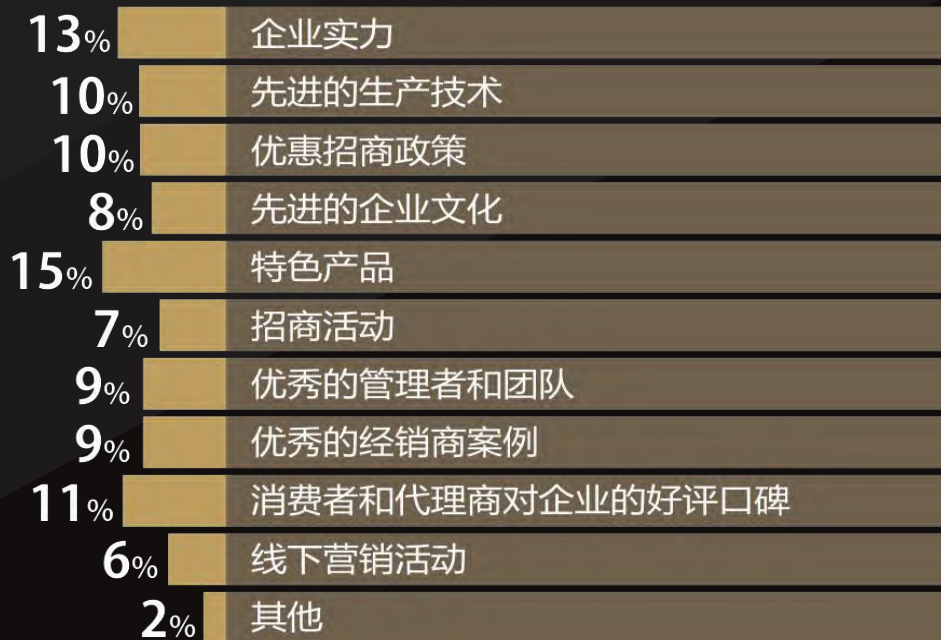 13% 企业实力
10% 先进的生产技术
10% 优惠招商政策
8% 先进的企业文化
15% 特色产品
7% 招商活动
9% 优秀的管理者和团队
9% 优秀的经销商案例
11% 消费者和代理商对企业的好评口碑
6% 线下营销活动
2% 其他